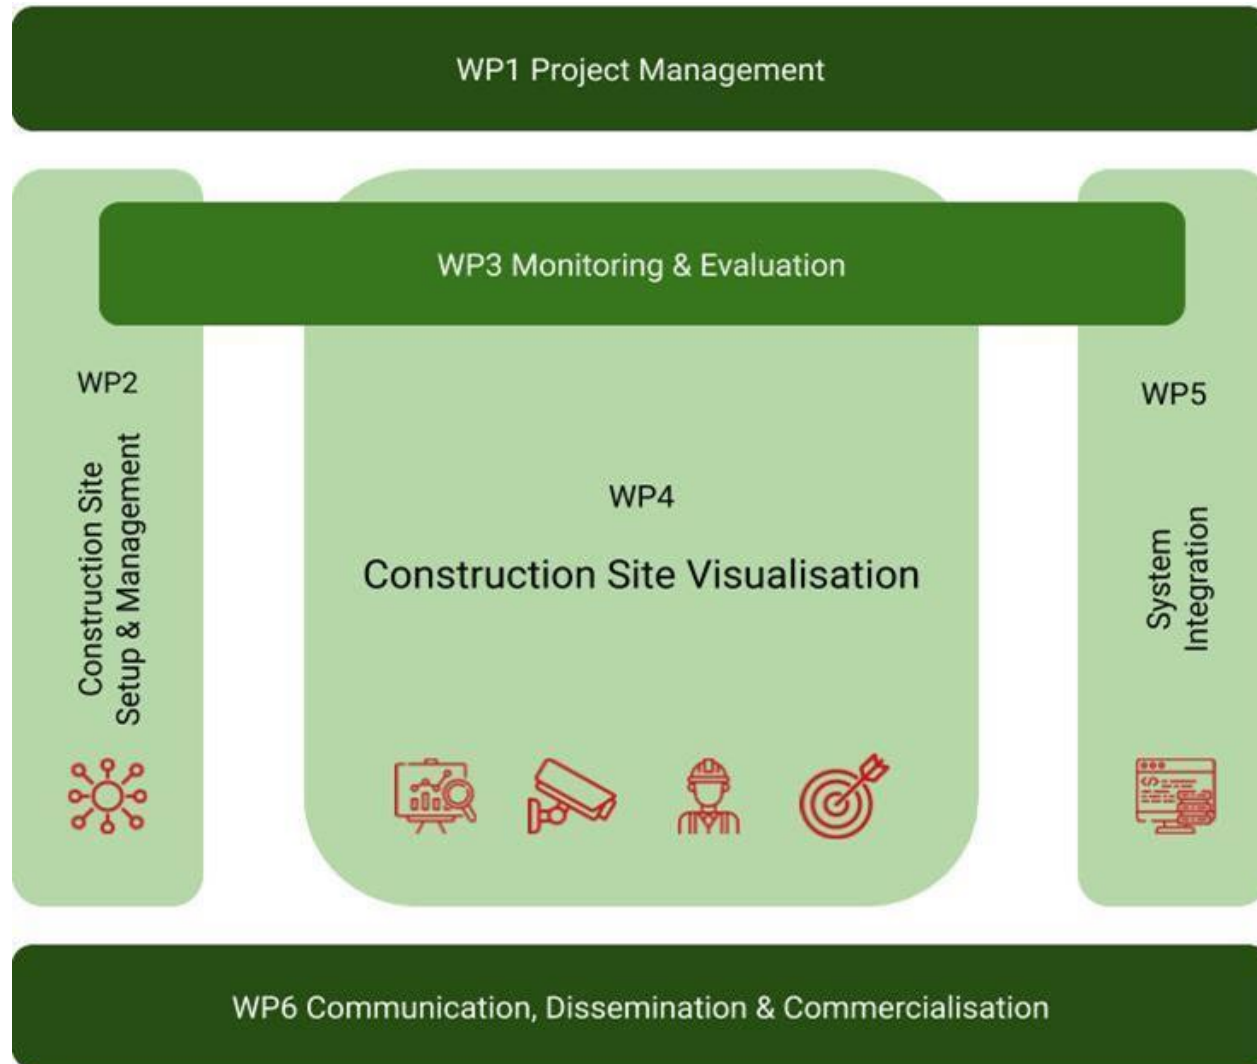 WP1 Project Management
WP3 Monitoring & Evaluation
WP2
Construction Site
Setup & Management
WP4
Construction Site Visualisation
WP5
System
Integration
WP6 Communication, Dissemination & Commercialisation